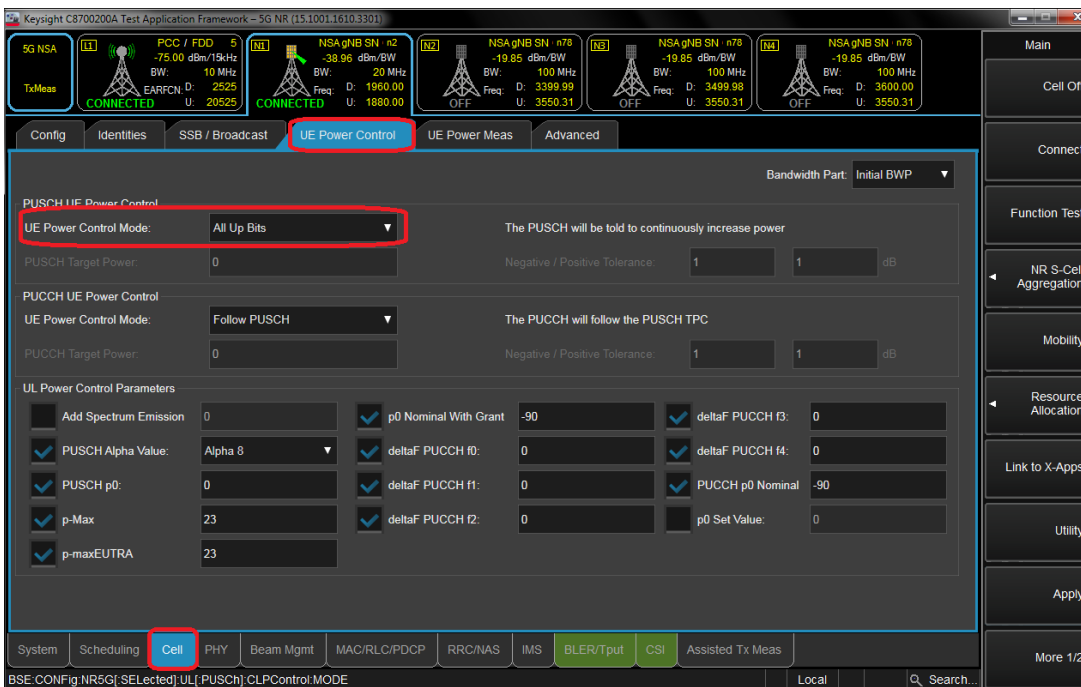 Keysight C8700200A Test Application Framework – 5G NR (15.1001.1610.3301)
5G NSA
TxMeas
L1 PCC / FDD 5
-75.00 dBm/15kHz
BW: 10 MHz
EARFCN: D: 2525
CONNECTED U: 20525
N1 NSA gNB SN · n2
-38.96 dBm/BW
BW: 20 MHz
Freq: D: 1960.00
CONNECTED U: 1880.00
N2 NSA gNB SN · n78
-19.85 dBm/BW
BW: 100 MHz
Freq: D: 3399.99
OFF U: 3550.31
N3 NSA gNB SN · n78
-19.85 dBm/BW
BW: 100 MHz
Freq: D: 3499.98
OFF U: 3550.31
N4 NSA gNB SN · n78
-19.85 dBm/BW
BW: 100 MHz
Freq: D: 3600.00
OFF U: 3550.31
Config Identities SSB / Broadcast UE Power Control UE Power Meas Advanced
Bandwidth Part: Initial BWP
PUSCH UE Power Control
UE Power Control Mode: All Up Bits The PUSCH will be told to continuously increase power
PUSCH Target Power: 0 Negative / Positive Tolerance: 1 1 dB
PUCCH UE Power Control
UE Power Control Mode: Follow PUSCH The PUCCH will follow the PUSCH TPC
PUCCH Target Power: 0 Negative / Positive Tolerance: 1 1 dB
UL Power Control Parameters
Add Spectrum Emission 0 p0 Nominal With Grant -90 deltaF PUCCH f3: 0
PUSCH Alpha Value: Alpha 8 deltaF PUCCH f0: 0 deltaF PUCCH f4: 0
PUSCH p0: 0 deltaF PUCCH f1: 0 PUCCH p0 Nominal -90
p-Max 23 deltaF PUCCH f2: 0 p0 Set Value: 0
p-maxEUTRA 23
System Scheduling Cell PHY Beam Mgmt MAC/RLC/PDCP RRC/NAS IMS BLER/Tput CSI Assisted Tx Meas
BSE:CONFig:NR5G[:SELected]:UL[:PUSCh]:CLPControl:MODE Local Search...
Main
Cell Of
Connect
Function Test
NR S-Cel
Aggregation
Mobility
Resource
Allocation
Link to X-Apps
Utility
Apply
More 1/2